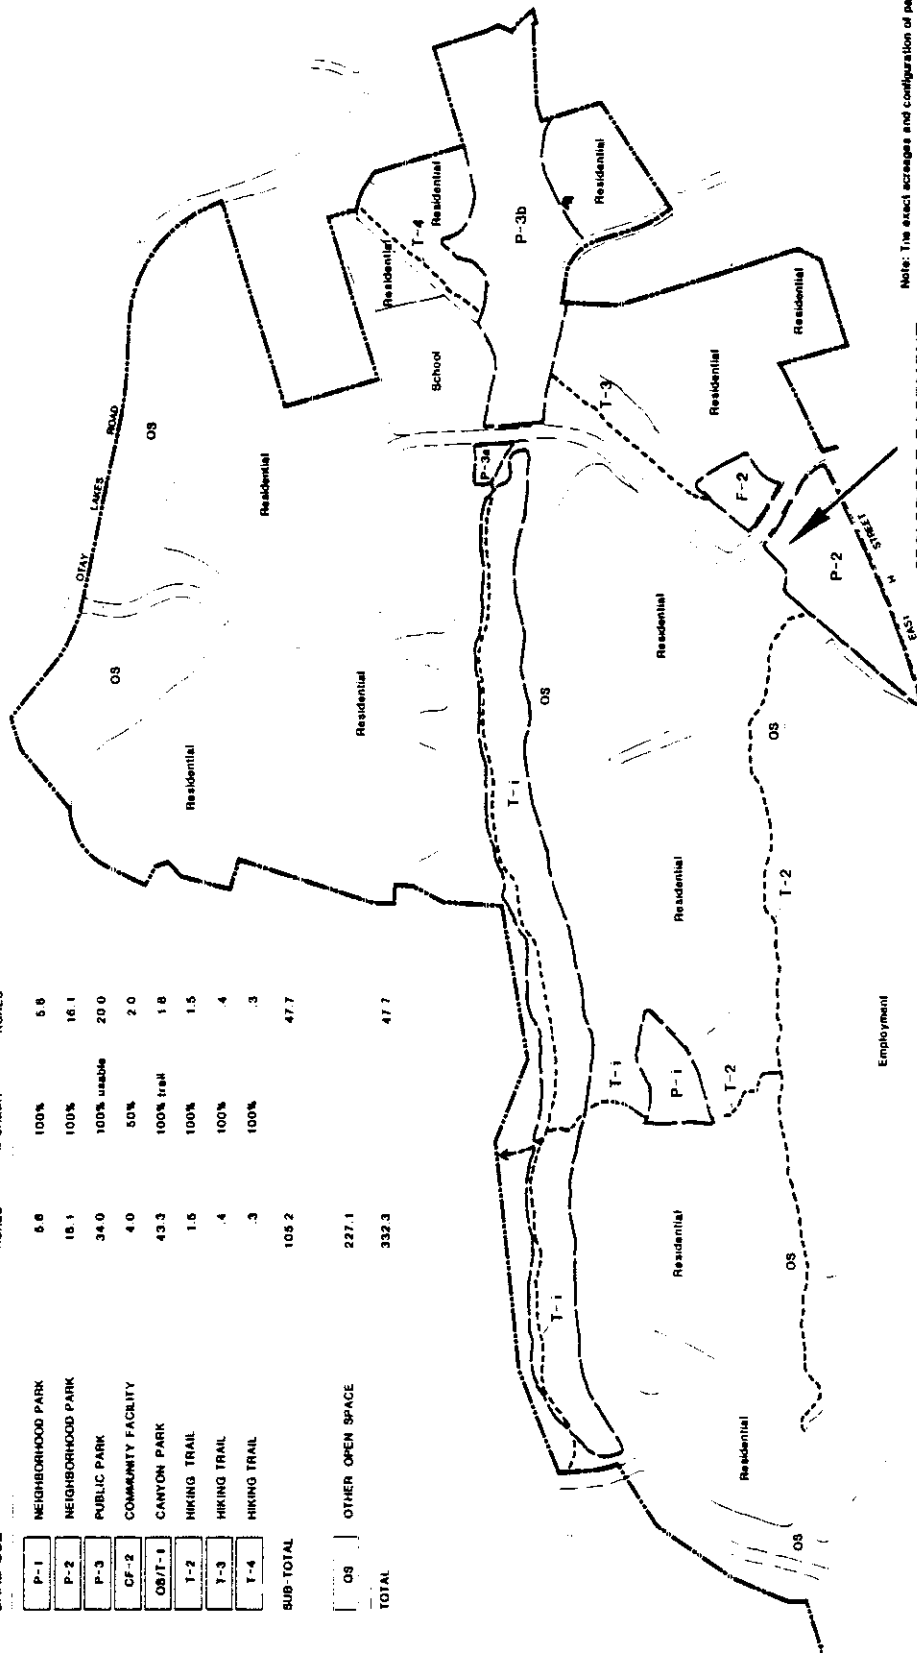 P-1 NEIGHBORHOOD PARK 5.8 100% 5.8
P-2 NEIGHBORHOOD PARK 16.1 100% 16.1
P-3 PUBLIC PARK 34.0 100% usable 20.0
CF-2 COMMUNITY FACILITY 4.0 50% 2.0
OS/T-1 CANYON PARK 43.3 100% trail 1.8
T-2 HIKING TRAIL 1.5 100% 1.5
T-3 HIKING TRAIL .4 100% .4
T-4 HIKING TRAIL .3 100% .3
SUB-TOTAL 105.2 47.7
OS OTHER OPEN SPACE 227.1
TOTAL 332.3 47.7
OTAY LAKES ROAD
OS
OS
Residential
Residential
Residential
School
Residential
T-4
Residential
Residential
P-3b
P-3a
T-3
Residential
Residential
F-2
P-2
EAST H STREET
OS
T-i
Residential
OS
Residential
T-2
T-i
P-i
T-2
Employment
T-i
Residential
OS
Residential
OS
Note: The exact acreages and configuration of